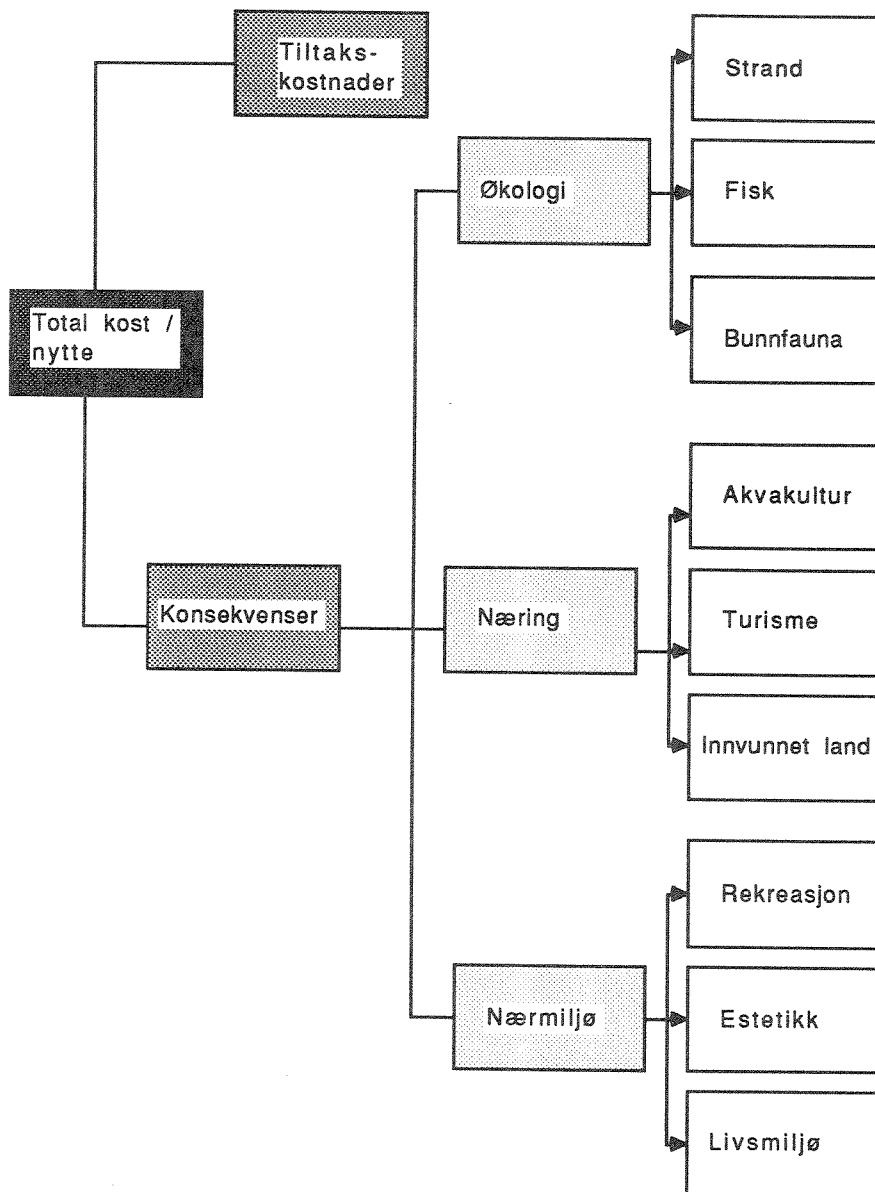 Tiltaks-
kostnader
Strand
Økologi
Fisk
Bunnfauna
Total kost /
nytte
Akvakultur
Konsekvenser
Næring
Turisme
Innvunnet land
Rekreasjon
Nærmiljø
Estetikk
Livsmiljø